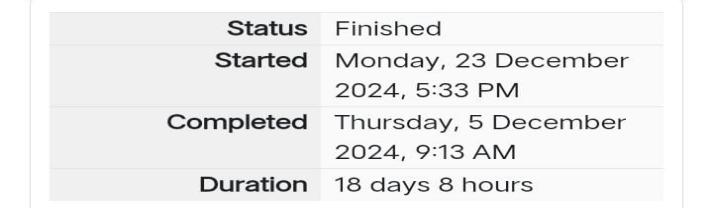 Status Finished
Started Monday, 23 December
2024, 5:33 PM
Completed Thursday, 5 December
2024, 9:13 AM
Duration 18 days 8 hours